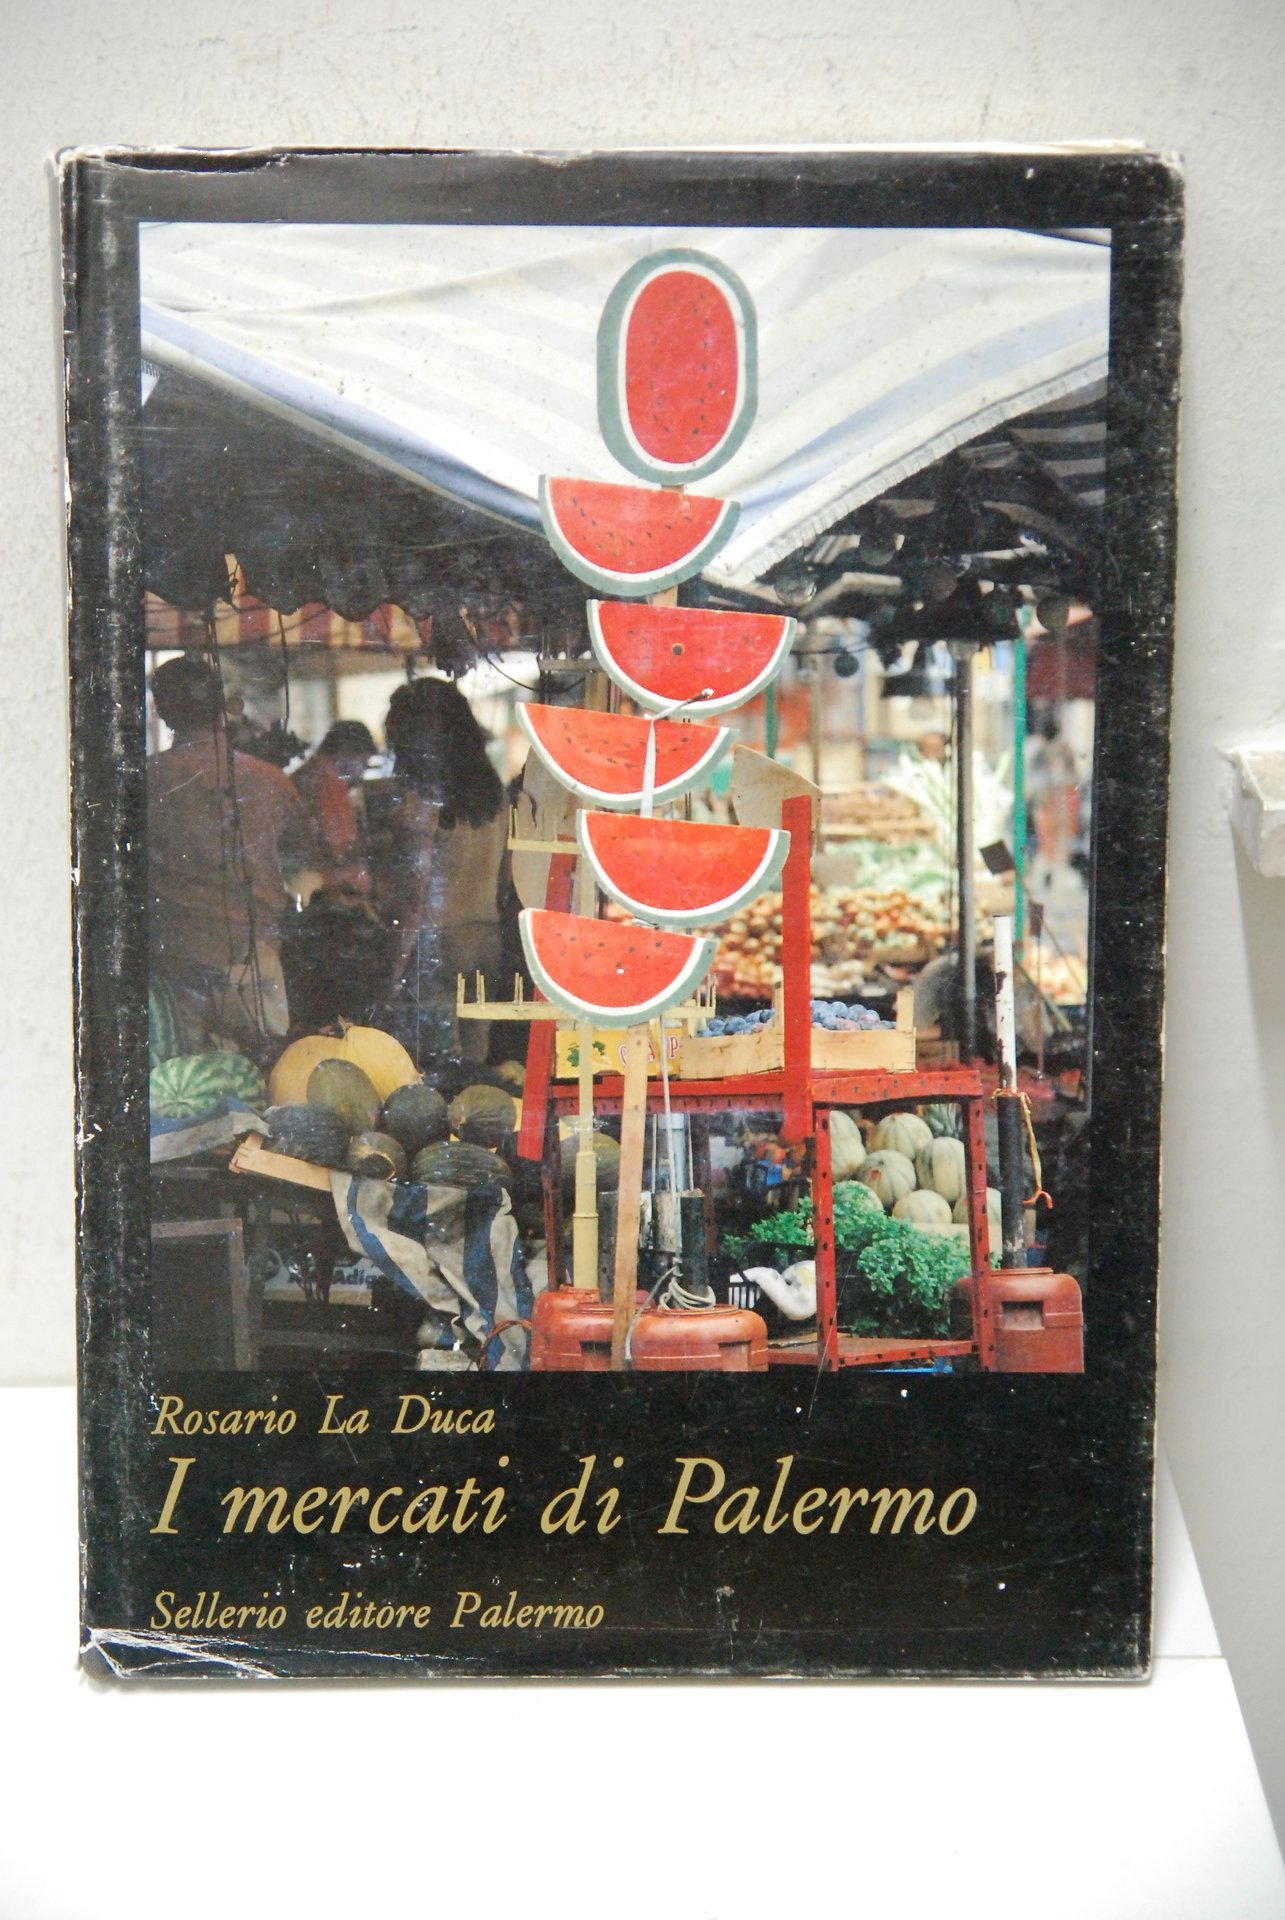 Rosario La Duca
I mercati di Palermo
Sellerio editore Palermo